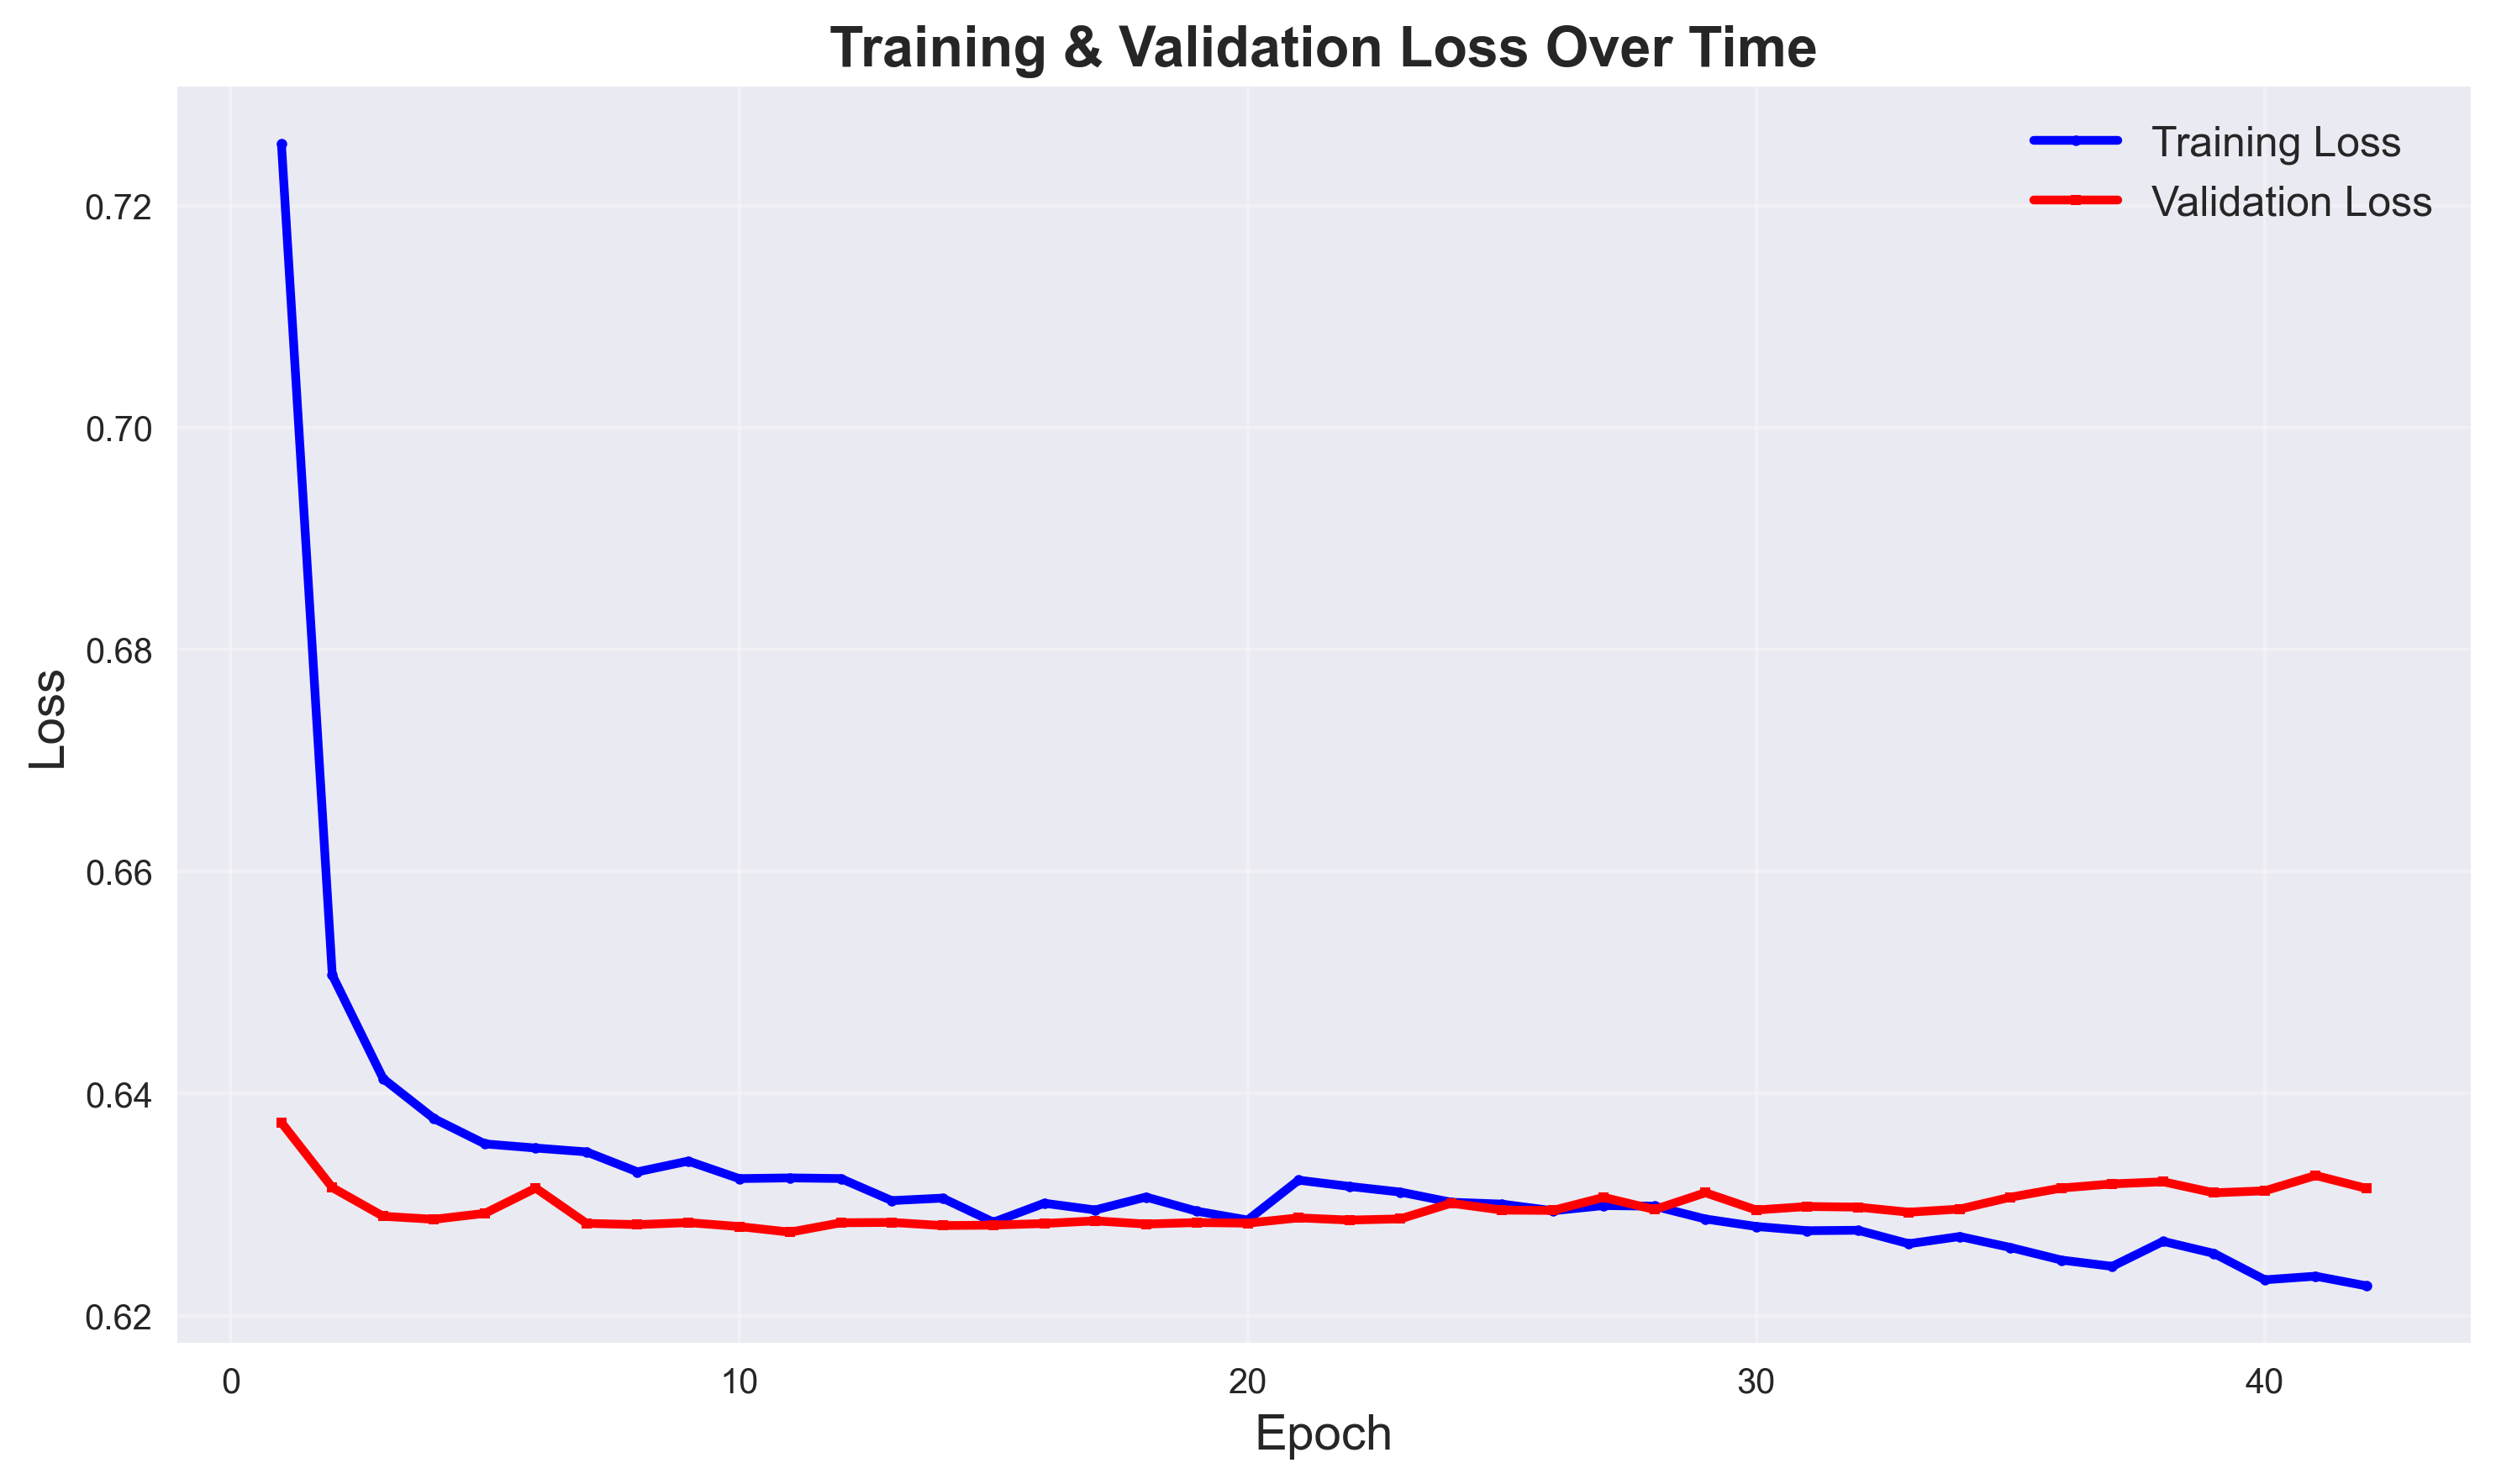 Training & Validation Loss Over Time
Training Loss
Validation Loss
0.72
0.70
0.68
0.66
0.64
0.62
Loss
0 10 20 30 40
Epoch